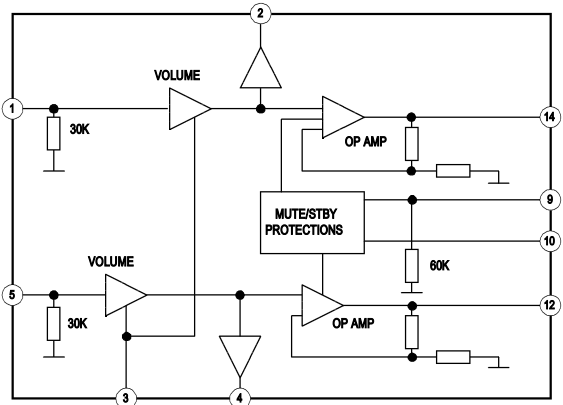 2
VOLUME
1
30K
14
OP AMP
9
MUTE/STBY
PROTECTIONS
10
VOLUME
60K
5
12
30K
OP AMP
3
4